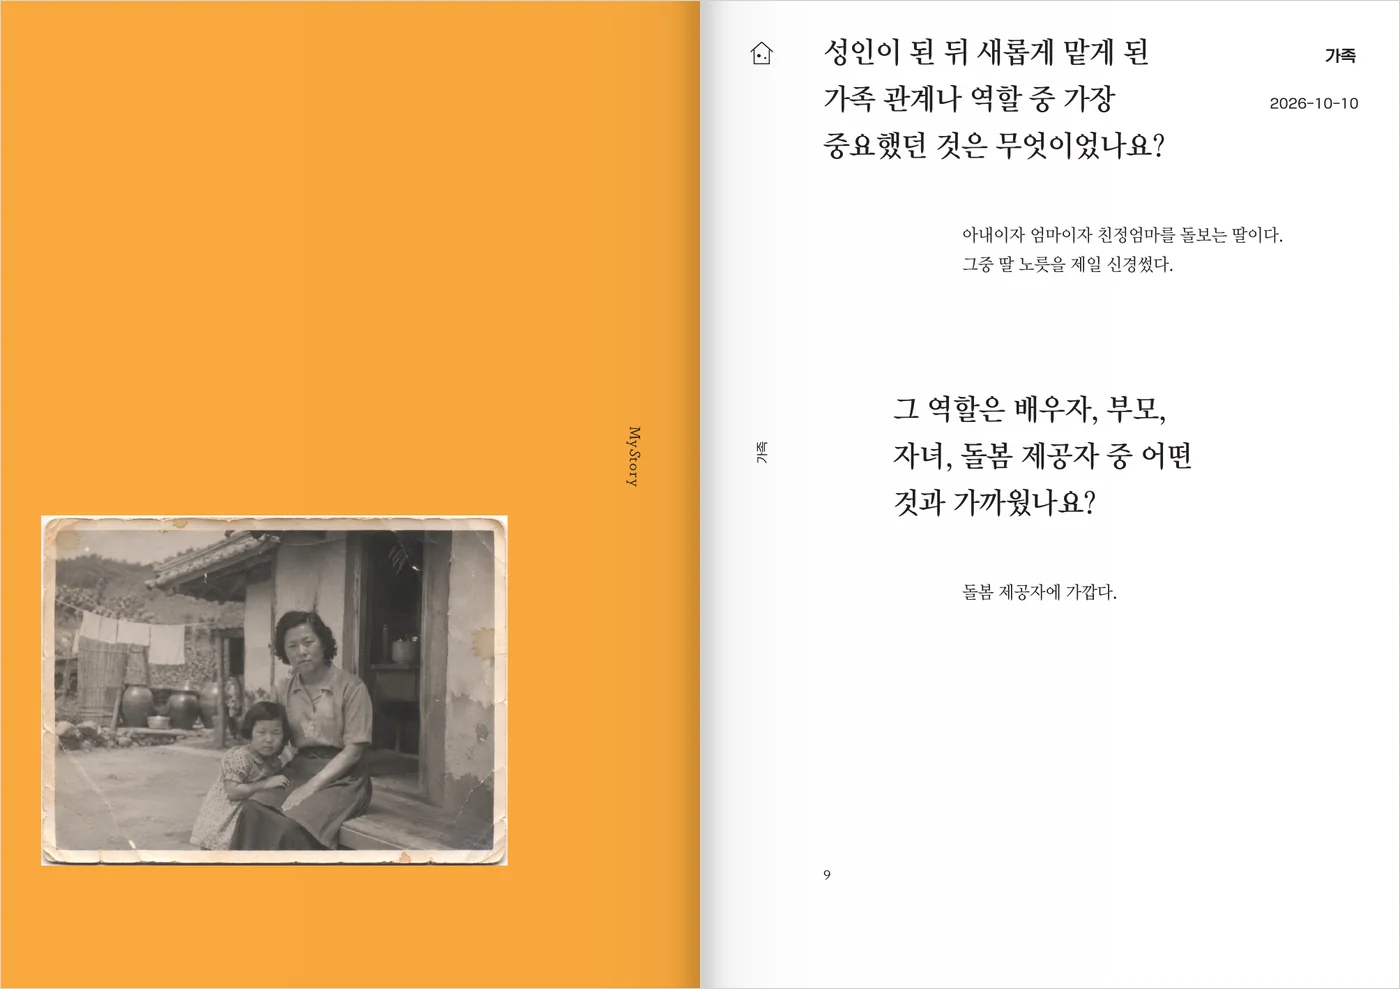 MyStory
성인이 된 뒤 새롭게 맡게 된
가족 관계나 역할 중 가장
중요했던 것은 무엇이었나요?
가족
2026-10-10
아내이자 엄마이자 친정엄마를 돌보는 딸이다.
그중 딸 노릇을 제일 신경썼다.
가족
그 역할은 배우자, 부모,
자녀, 돌봄 제공자 중 어떤
것과 가까웠나요?
돌봄 제공자에 가깝다.
9